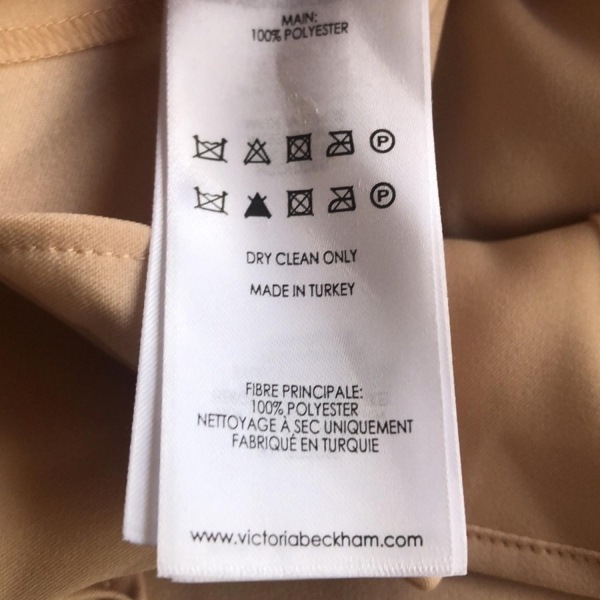 MAIN:
100% POLYESTER
P
P
DRY CLEAN ONLY
MADE IN TURKEY
FIBRE PRINCIPALE:
100% POLYESTER
NETTOYAGE À SEC UNIQUEMENT
FABRIQUÉ EN TURQUIE
www.victoriabeckham.com